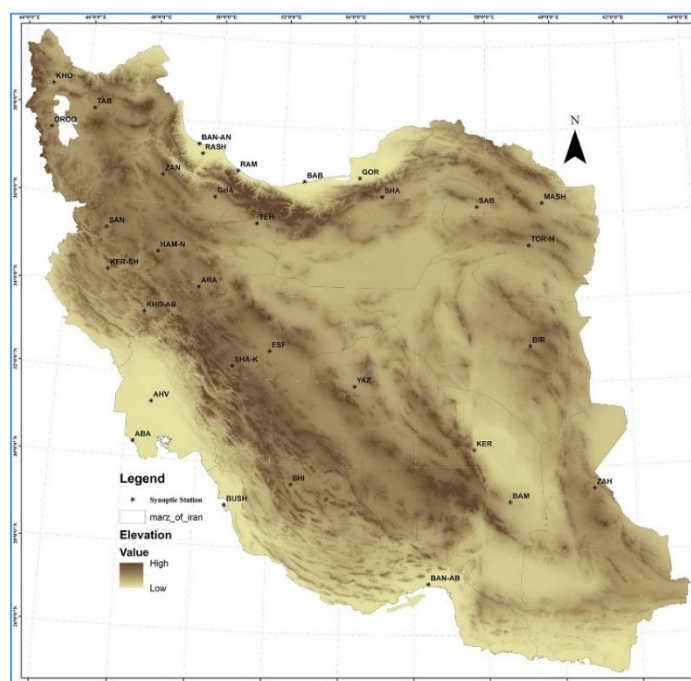 KHO
TAB
OROO
BAN-AN
RASH
ZAN
RAM
BAB
GOR
GHA
SHA
SAB
MASH
N
SAN
TEH
HAM-N
TOR-H
KER-SH
ARA
KHO-AB
ESF
SHA-K
BIR
YAZ
AHV
ABA
KER
Legend
Synoptic Station
marz_of_iran
Elevation
Value
High
Low
SHI
BUSH
BAM
ZAH
BAN-AB